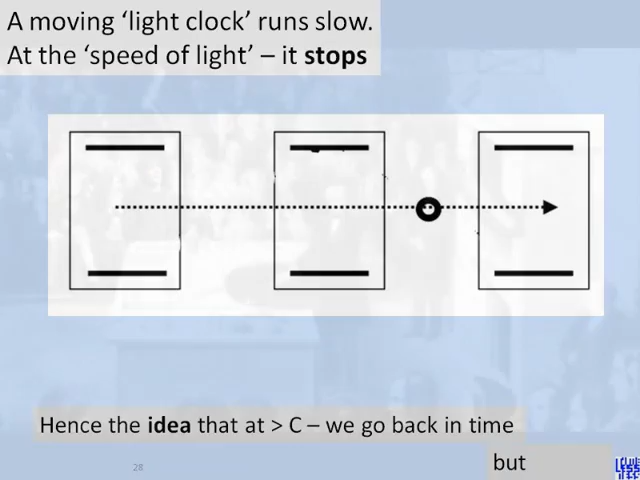 A moving ‘light clock’ runs slow.
At the ‘speed of light’ – it stops
Hence the idea that at > C – we go back in time
but
28